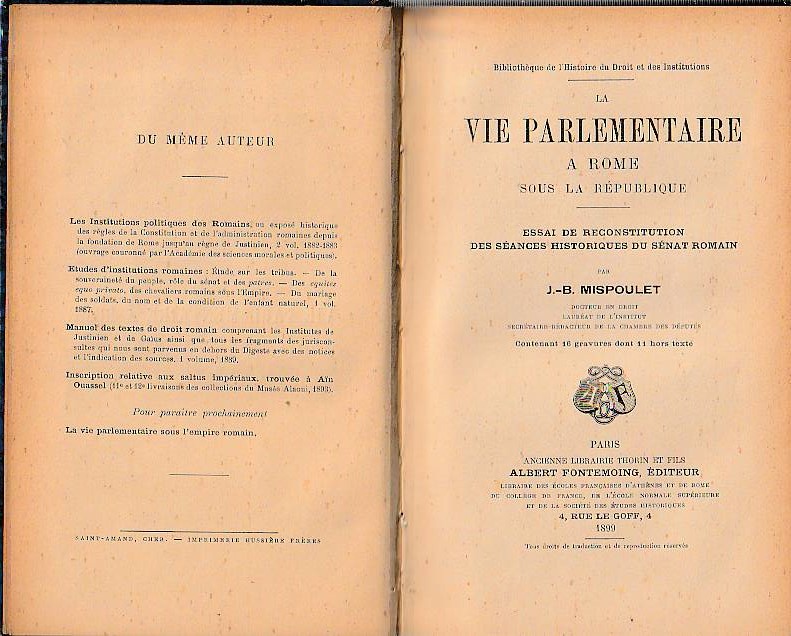 DU MÊME AUTEUR
Les Institutions politiques des Romains, ou exposé historique
des règles de la Constitution et de l'administration romaines depuis
la fondation de Rome jusqu'au règne de Justinien, 2 vol. 1882-1883
(ouvrage couronné par l'Académie des sciences morales et politiques).
Etudes d'institutions romaines : Étude sur les tribus. — De la
souveraineté du peuple, rôle du sénat et des patres. — Des equites
equo privato, des chevaliers romains sous l'Empire. — Du mariage
des soldats, du nom et de la condition de l'enfant naturel, 1 vol.
1887.
Manuel des textes de droit romain comprenant les Institutes de
Justinien et de Gaïus ainsi que tous les fragments des juriscon-
sultes qui nous sont parvenus en dehors du Digeste avec des notices
et l'indication des sources. 1 volume, 1889.
Inscription relative aux saltus impériaux, trouvée à Aïn
Ouassel (11e et 12e livraisons des collections du Musée Alaoui, 1893).
Pour paraître prochainement
La vie parlementaire sous l'empire romain.
SAINT-AMAND, CHER. — IMPRIMERIE BUSSIÈRE FRÈRES
Bibliothèque de l'Histoire du Droit et des Institutions
LA
VIE PARLEMENTAIRE
A ROME
SOUS LA RÉPUBLIQUE
ESSAI DE RECONSTITUTION
DES SÉANCES HISTORIQUES DU SÉNAT ROMAIN
PAR
J.-B. MISPOULET
DOCTEUR EN DROIT
LAURÉAT DE L'INSTITUT
SECRÉTAIRE-RÉDACTEUR DE LA CHAMBRE DES DÉPUTÉS
Contenant 16 gravures dont 11 hors texte
A F
PARIS
ANCIENNE LIBRAIRIE THORIN ET FILS
ALBERT FONTEMOING, ÉDITEUR
LIBRAIRE DES ÉCOLES FRANÇAISES D'ATHÈNES ET DE ROME
DU COLLÈGE DE FRANCE, DE L'ÉCOLE NORMALE SUPÉRIEURE
ET DE LA SOCIÉTÉ DES ÉTUDES HISTORIQUES
4, RUE LE GOFF, 4
1899
Tous droits de traduction et de reproduction réservés